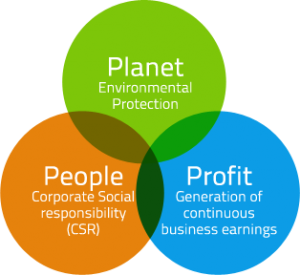 Planet
Environmental
Protection
People
Corporate Social
responsibility
(CSR)
Profit
Generation of
continuous
business earnings